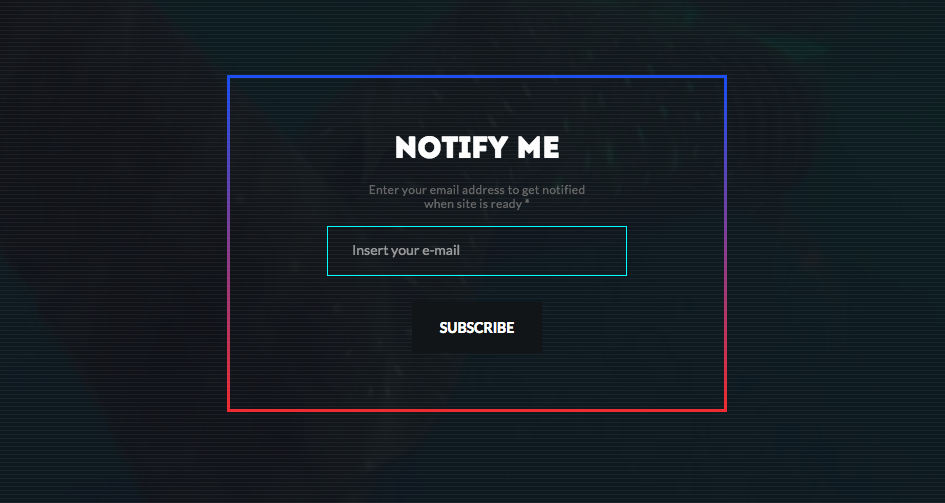 NOTIFY ME
Enter your email address to get notified
when site is ready *
Insert your e-mail
SUBSCRIBE